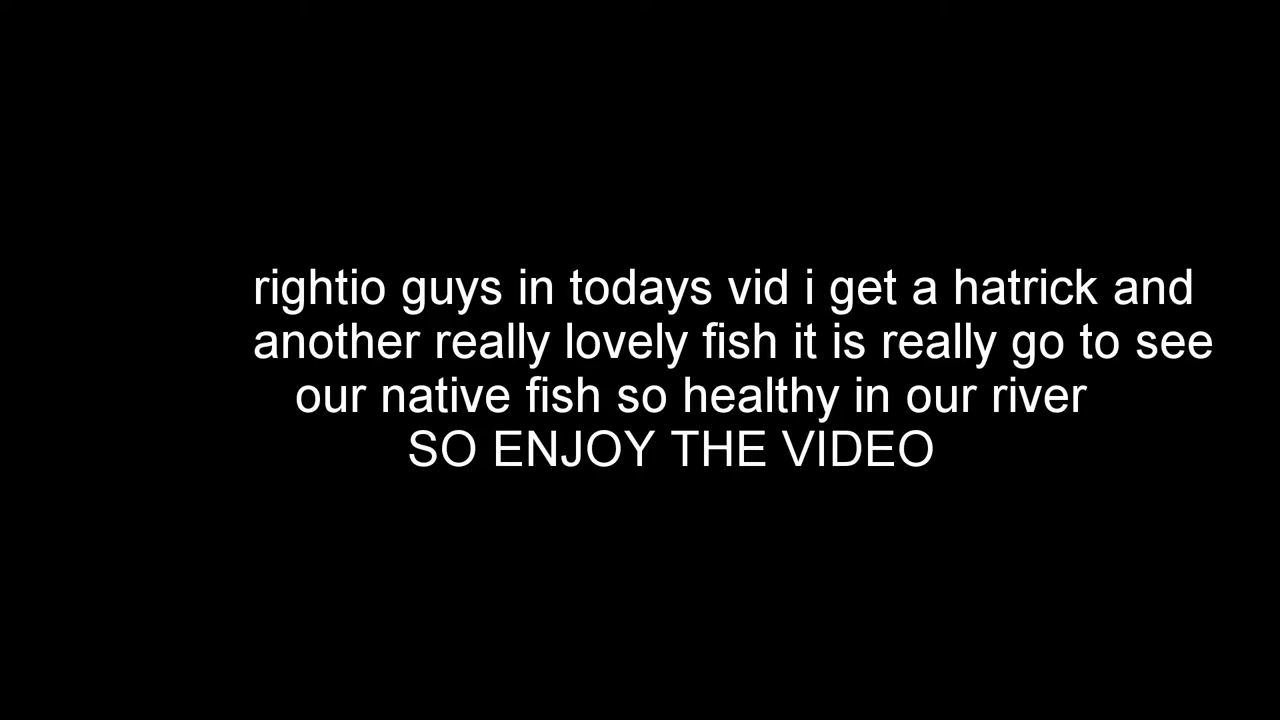 rightio guys in todays vid i get a hatrick and
another really lovely fish it is really go to see
our native fish so healthy in our river
SO ENJOY THE VIDEO